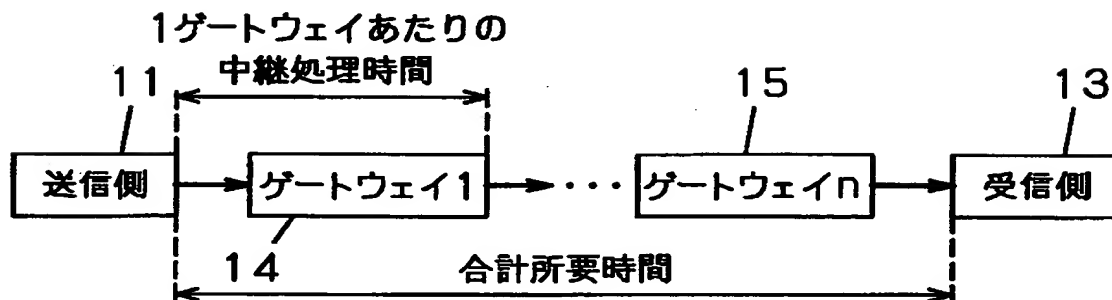 1ゲートウェイあたりの
中継処理時間
11
15
13
送信側
ゲートウェイ1
･･･
ゲートウェイn
受信側
14
合計所要時間